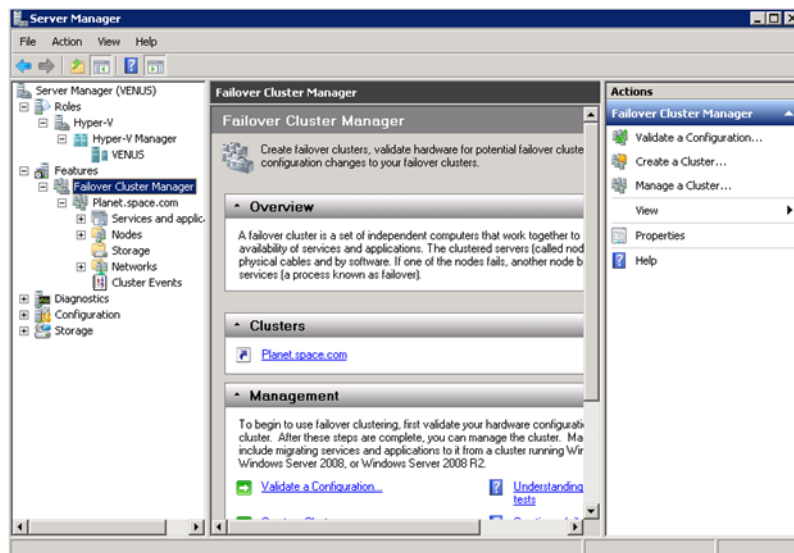 Server Manager
File Action View Help
Server Manager (VENUS)
Roles
Hyper-V
Hyper-V Manager
VENUS
Features
Failover Cluster Manager
Planet.space.com
Services and applic
Nodes
Storage
Networks
Cluster Events
Diagnostics
Configuration
Storage
Failover Cluster Manager
Failover Cluster Manager
Create failover clusters, validate hardware for potential failover cluste
configuration changes to your failover clusters.
Overview
A failover cluster is a set of independent computers that work together to
availability of services and applications. The clustered servers (called nod
physical cables and by software. If one of the nodes fails, another node b
services (a process known as failover).
Clusters
Planet.space.com
Management
To begin to use failover clustering, first validate your hardware configuratio
cluster. After these steps are complete, you can manage the cluster. Ma
include migrating services and applications to it from a cluster running Wir
Windows Server 2008, or Windows Server 2008 R2.
Validate a Configuration...
Understanding
tests
Actions
Failover Cluster Manager
Validate a Configuration...
Create a Cluster...
Manage a Cluster...
View
Properties
Help